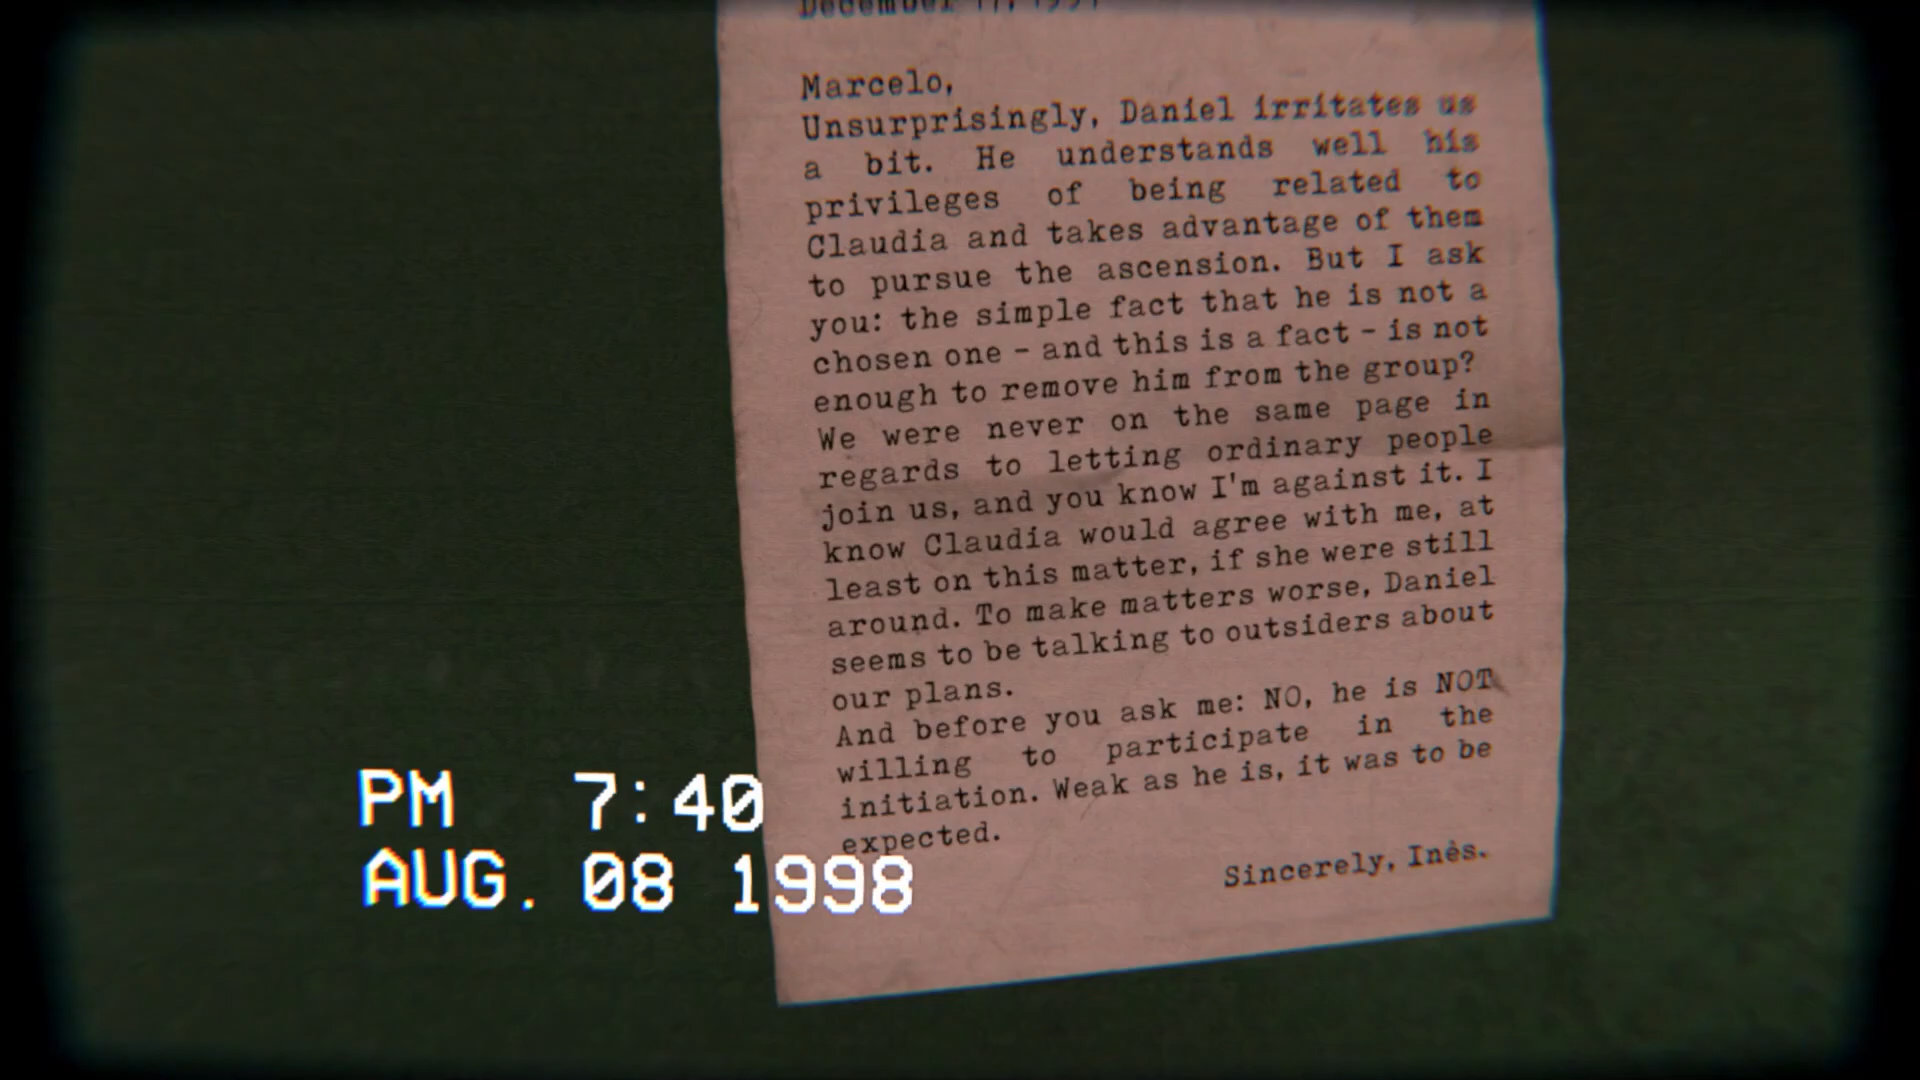 December
Marcelo,
Unsurprisingly, Daniel irritates us
a bit. He understands well his
privileges of being related to
Claudia and takes advantage of them
to pursue the ascension. But I ask
you: the simple fact that he is not a
chosen one - and this is a fact - is not
enough to remove him from the group?
We were never on the same page in
regards to letting ordinary people
join us, and you know I'm against it. I
know Claudia would agree with me, at
least on this matter, if she were still
around. To make matters worse, Daniel
seems to be talking to outsiders about
our plans.
And before you ask me: NO, he is NOT
willing to participate in the
initiation. Weak as he is, it was to be
expected.
Sincerely, Inês.
PM 7:40
AUG. 08 1998